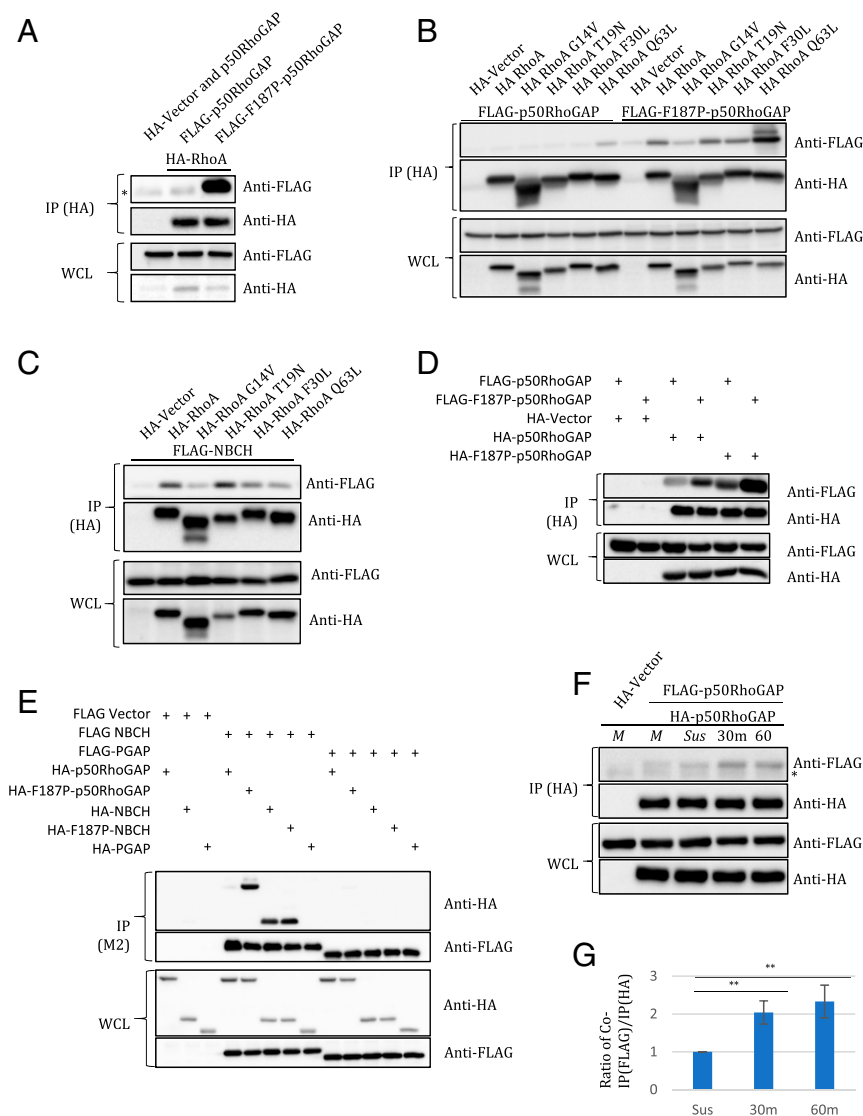 A
HA-Vector and p50RhoGAP
FLAG-p50RhoGAP
FLAG-F187P-p50RhoGAP
HA-RhoA
*
IP (HA)
Anti-FLAG
Anti-HA
WCL
Anti-FLAG
Anti-HA
B
HA-Vector
HA RhoA
HA RhoA G14V
HA RhoA T19N
HA RhoA F30L
HA RhoA Q63L
HA Vector
HA RhoA
HA RhoA G14V
HA RhoA T19N
HA RhoA F30L
HA RhoA Q63L
FLAG-p50RhoGAP FLAG-F187P-p50RhoGAP
IP (HA)
Anti-FLAG
Anti-HA
WCL
Anti-FLAG
Anti-HA
C
HA-Vector
HA-RhoA
HA-RhoA G14V
HA-RhoA T19N
HA-RhoA F30L
HA-RhoA Q63L
FLAG-NBCH
IP
(HA)
Anti-FLAG
Anti-HA
WCL
Anti-FLAG
Anti-HA
D
FLAG-p50RhoGAP + + +
FLAG-F187P-p50RhoGAP + + +
HA-Vector + +
HA-p50RhoGAP + +
HA-F187P-p50RhoGAP + +
IP
(HA)
Anti-FLAG
Anti-HA
WCL
Anti-FLAG
Anti-HA
E
FLAG Vector + + +
FLAG NBCH + + + + +
FLAG-PGAP + + + + +
HA-p50RhoGAP + + +
HA-F187P-p50RhoGAP + +
HA-NBCH + + +
HA-F187P-NBCH + +
HA-PGAP + + +
IP
(M2)
Anti-HA
Anti-FLAG
WCL
Anti-HA
Anti-FLAG
F
HA-Vector
FLAG-p50RhoGAP
HA-p50RhoGAP
M M Sus 30m 60
IP (HA)
Anti-FLAG
*
Anti-HA
WCL
Anti-FLAG
Anti-HA
G
Ratio of Co-
IP(FLAG)/IP(HA)
3
2
1
0
**
**
Sus 30m 60m